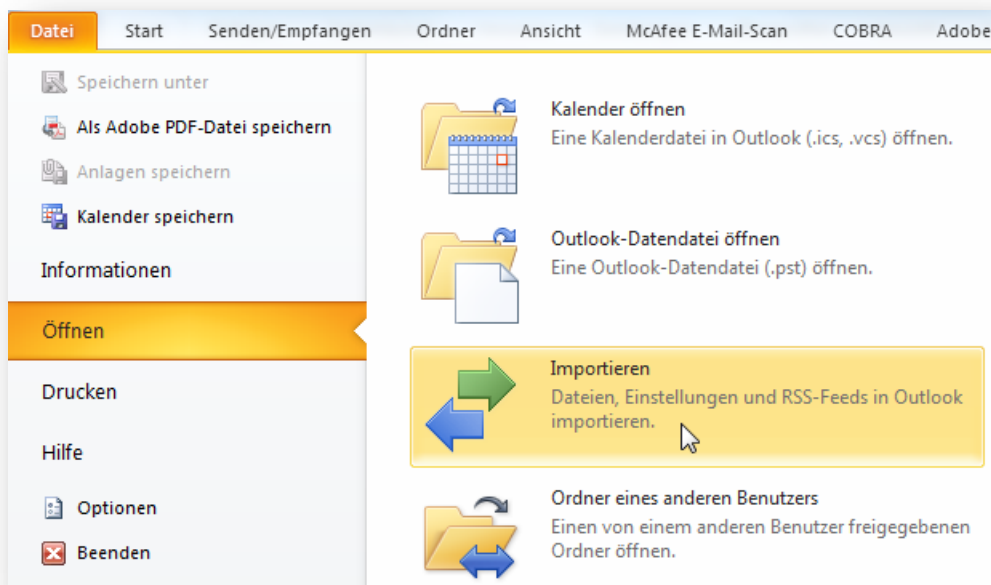 Datei Start Senden/Empfangen Ordner Ansicht McAfee E-Mail-Scan COBRA Adobe
Speichern unter
Als Adobe PDF-Datei speichern
Anlagen speichern
Kalender speichern
Informationen
Öffnen
Drucken
Hilfe
Optionen
Beenden
Kalender öffnen
Eine Kalenderdatei in Outlook (.ics, .vcs) öffnen.
Outlook-Datendatei öffnen
Eine Outlook-Datendatei (.pst) öffnen.
Importieren
Dateien, Einstellungen und RSS-Feeds in Outlook
importieren.
Ordner eines anderen Benutzers
Einen von einem anderen Benutzer freigegebenen
Ordner öffnen.